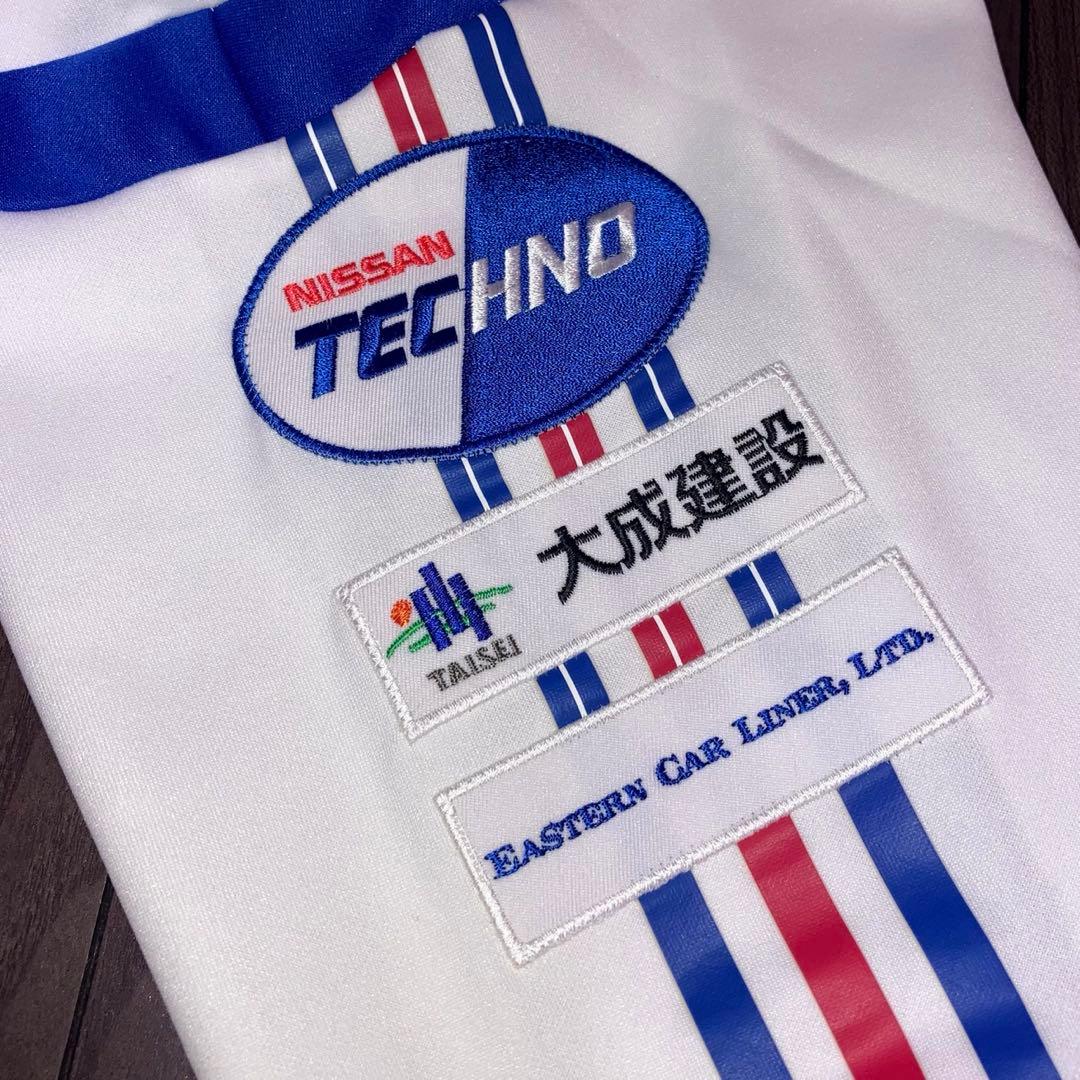 NISSAN
TECHNO
大成建設
TAISEI
EASTERN CAR LINER, LTD.